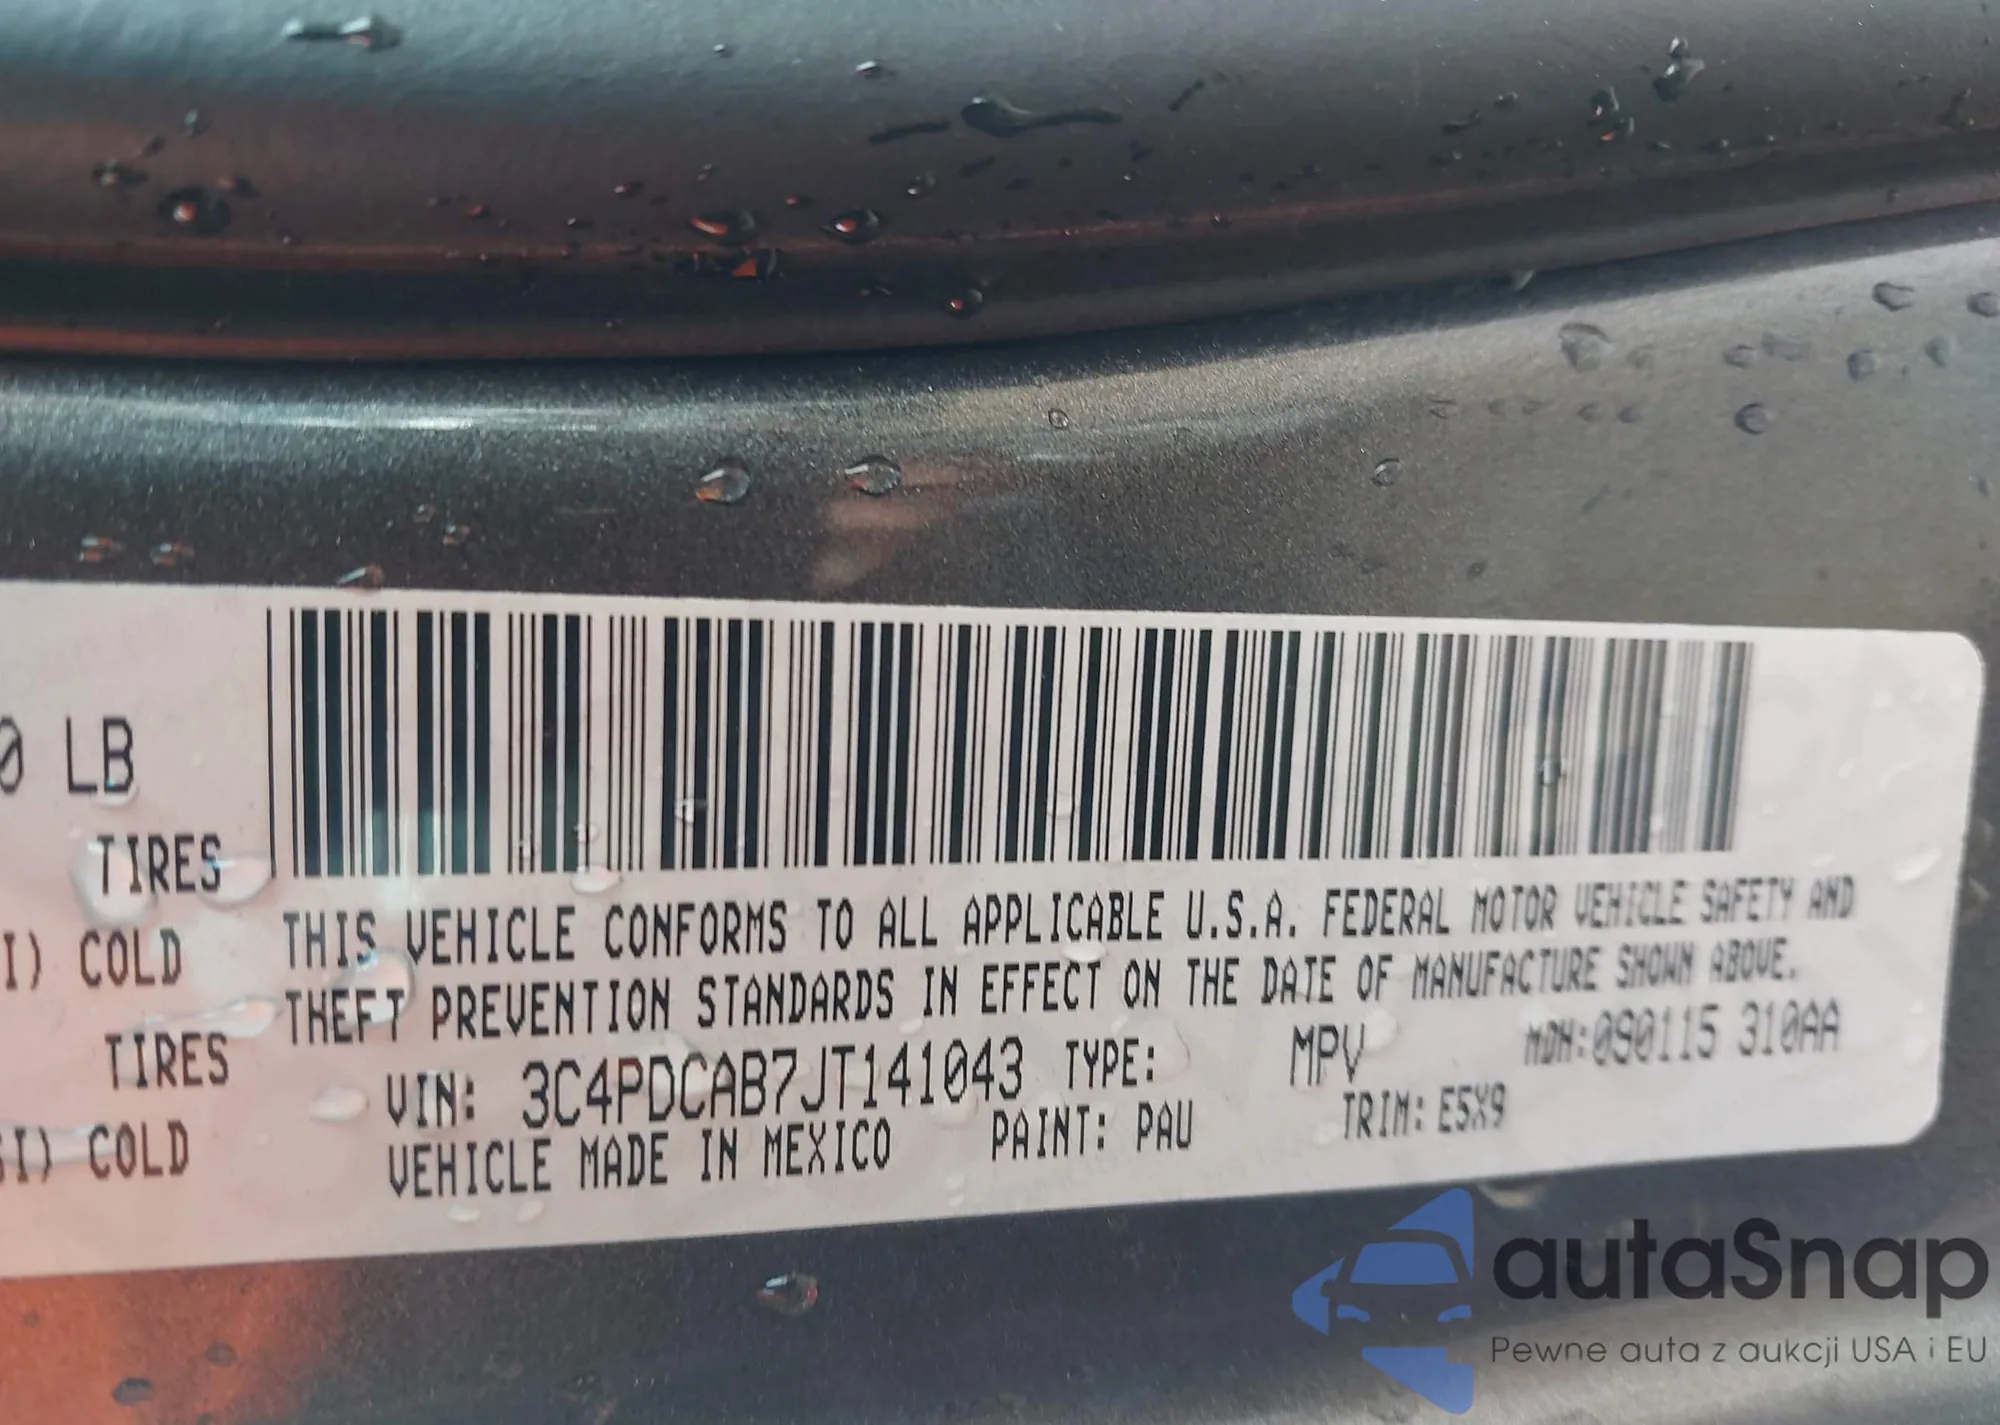 0 LB
TIRES
I) COLD
TIRES
SI) COLD
THIS VEHICLE CONFORMS TO ALL APPLICABLE U.S.A. FEDERAL MOTOR VEHICLE SAFETY AND
THEFT PREVENTION STANDARDS IN EFFECT ON THE DATE OF MANUFACTURE SHOWN ABOVE.
VIN: 3C4PDCAB7JT141043 TYPE: MPV MDH:090115 310AA
VEHICLE MADE IN MEXICO PAINT: PAU TRIM: E5X9
autaSnap
Pewne auta z aukcji USA i EU